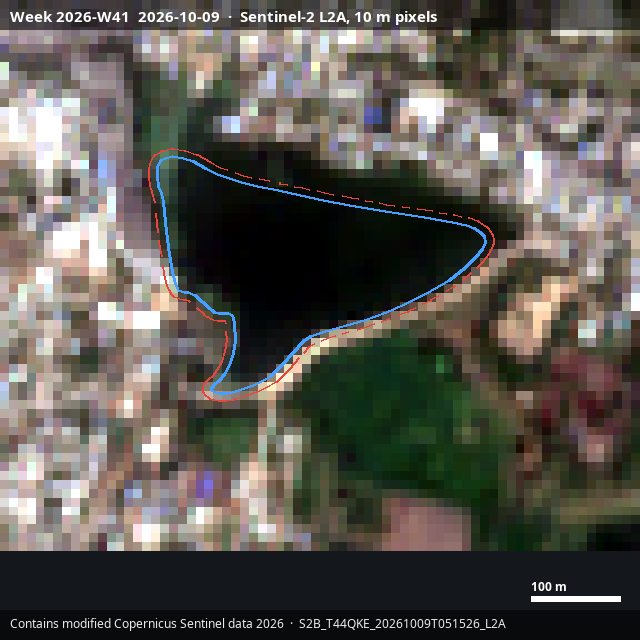 Week 2026-W41  2026-10-09  ·  Sentinel-2 L2A, 10 m pixels
100 m
Contains modified Copernicus Sentinel data 2026  ·  S2B_T44QKE_20261009T051526_L2A